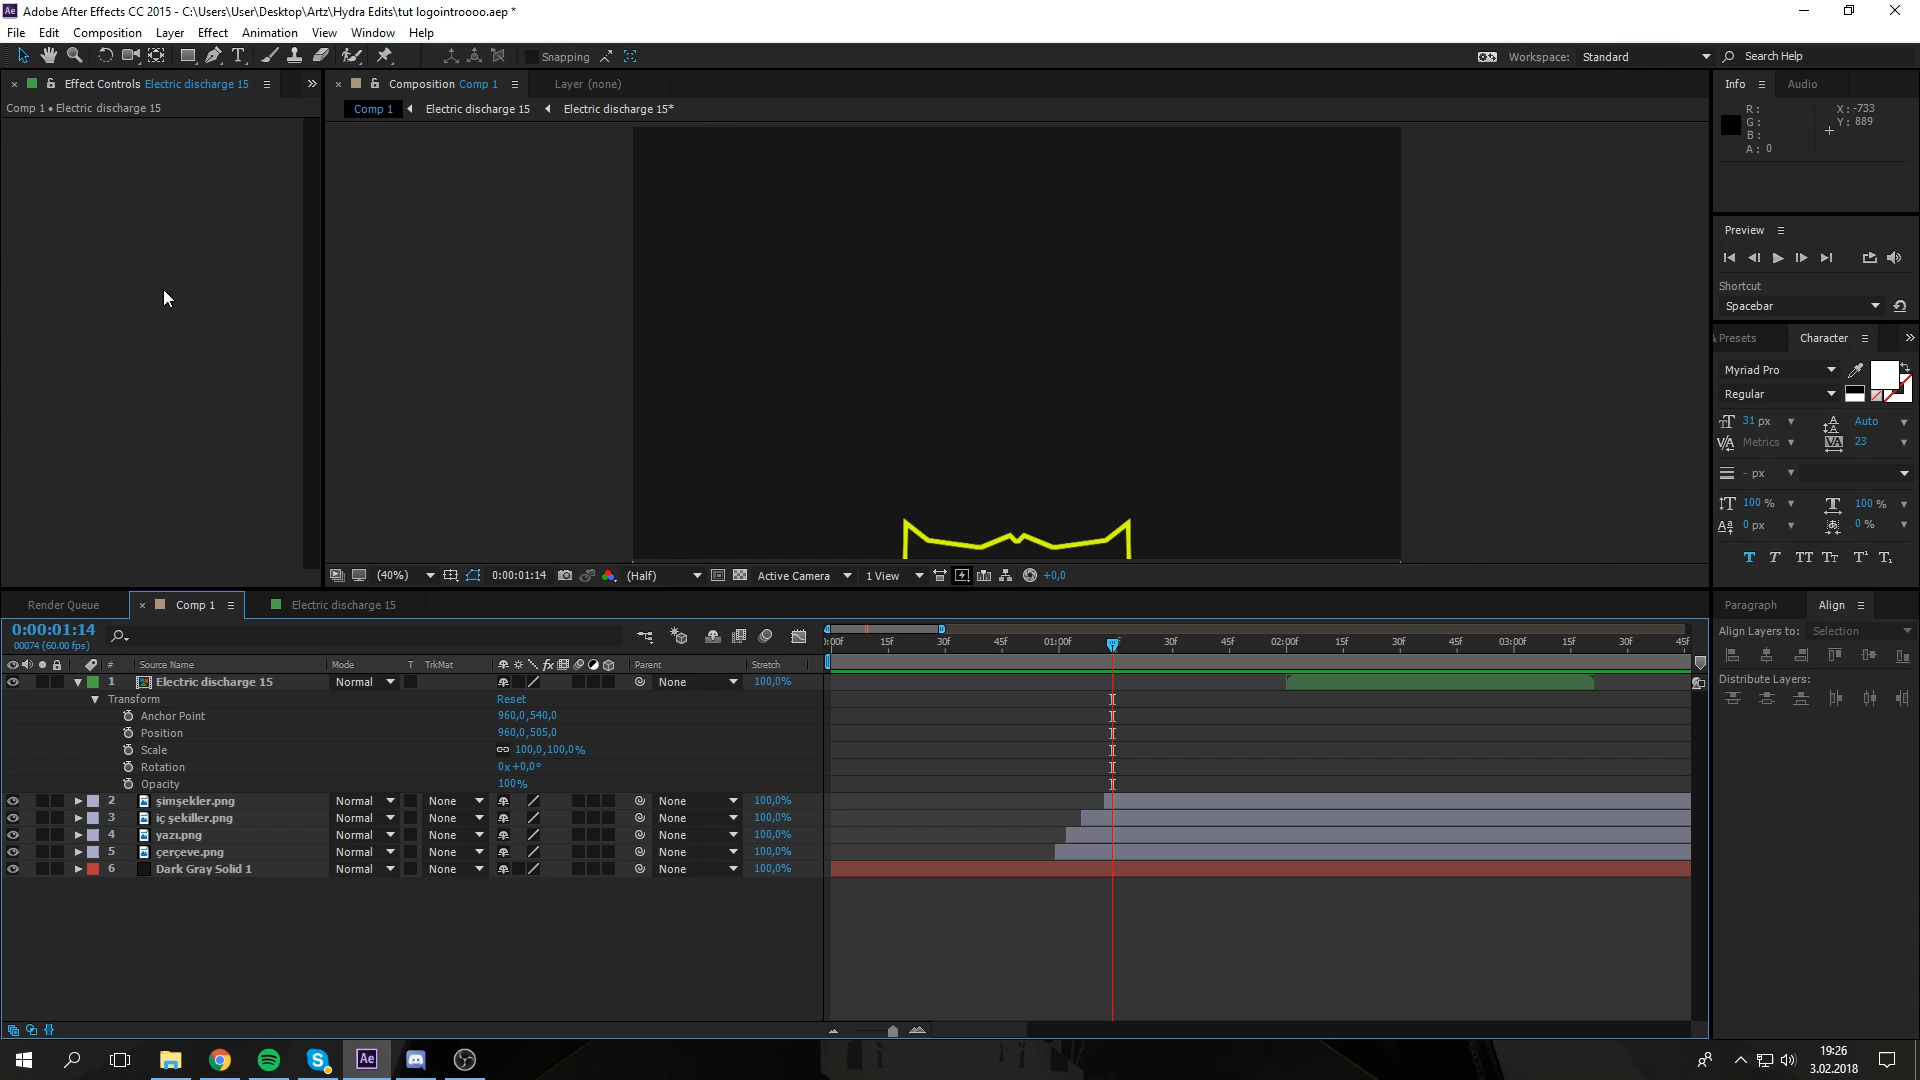 Adobe After Effects CC 2015 - C:\Users\User\Desktop\Artz\Hydra Edits\tut logointroooo.aep *
File Edit Composition Layer Effect Animation View Window Help
Snapping
Workspace: Standard
Search Help
Effect Controls Electric discharge 15
Composition Comp 1
Layer (none)
Info
Audio
Comp 1 • Electric discharge 15
Comp 1 Electric discharge 15 Electric discharge 15*
R:
G:
B:
A: 0
X: -733
Y: 889
Preview
Shortcut
Spacebar
& Presets
Character
Myriad Pro
Regular
31 px
Auto
Metrics
23
- px
100 %
100 %
0 px
0 %
(40%)
0:00:01:14
(Half)
Active Camera
1 View
+0,0
Render Queue
Comp 1
Electric discharge 15
Paragraph
Align
0:00:01:14
00074 (60.00 fps)
):00f 15f 30f 45f 01:00f 30f 45f 02:00f 15f 30f 45f 03:00f 15f 30f 45f
Align Layers to: Selection
Distribute Layers:
# Source Name Mode T TrkMat Parent Stretch
1 Electric discharge 15 Normal None 100,0%
Transform Reset
Anchor Point 960,0,540,0
Position 960,0,505,0
Scale 100,0,100,0%
Rotation 0x+0,0°
Opacity 100%
2 şimşekler.png Normal None None 100,0%
3 iç şekiller.png Normal None None 100,0%
4 yazı.png Normal None None 100,0%
5 çerçeve.png Normal None None 100,0%
6 Dark Gray Solid 1 Normal None None 100,0%
19:26
3.02.2018